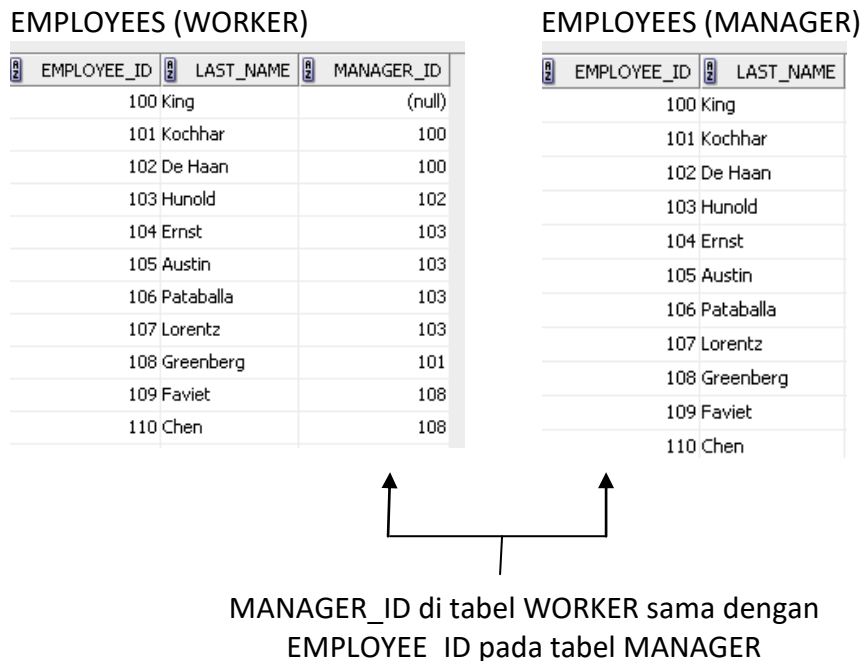 EMPLOYEES (WORKER)
EMPLOYEE_ID LAST_NAME MANAGER_ID
100 King (null)
101 Kochhar 100
102 De Haan 100
103 Hunold 102
104 Ernst 103
105 Austin 103
106 Pataballa 103
107 Lorentz 103
108 Greenberg 101
109 Faviet 108
110 Chen 108
EMPLOYEES (MANAGER)
EMPLOYEE_ID LAST_NAME
100 King
101 Kochhar
102 De Haan
103 Hunold
104 Ernst
105 Austin
106 Pataballa
107 Lorentz
108 Greenberg
109 Faviet
110 Chen
MANAGER_ID di tabel WORKER sama dengan
EMPLOYEE_ID pada tabel MANAGER